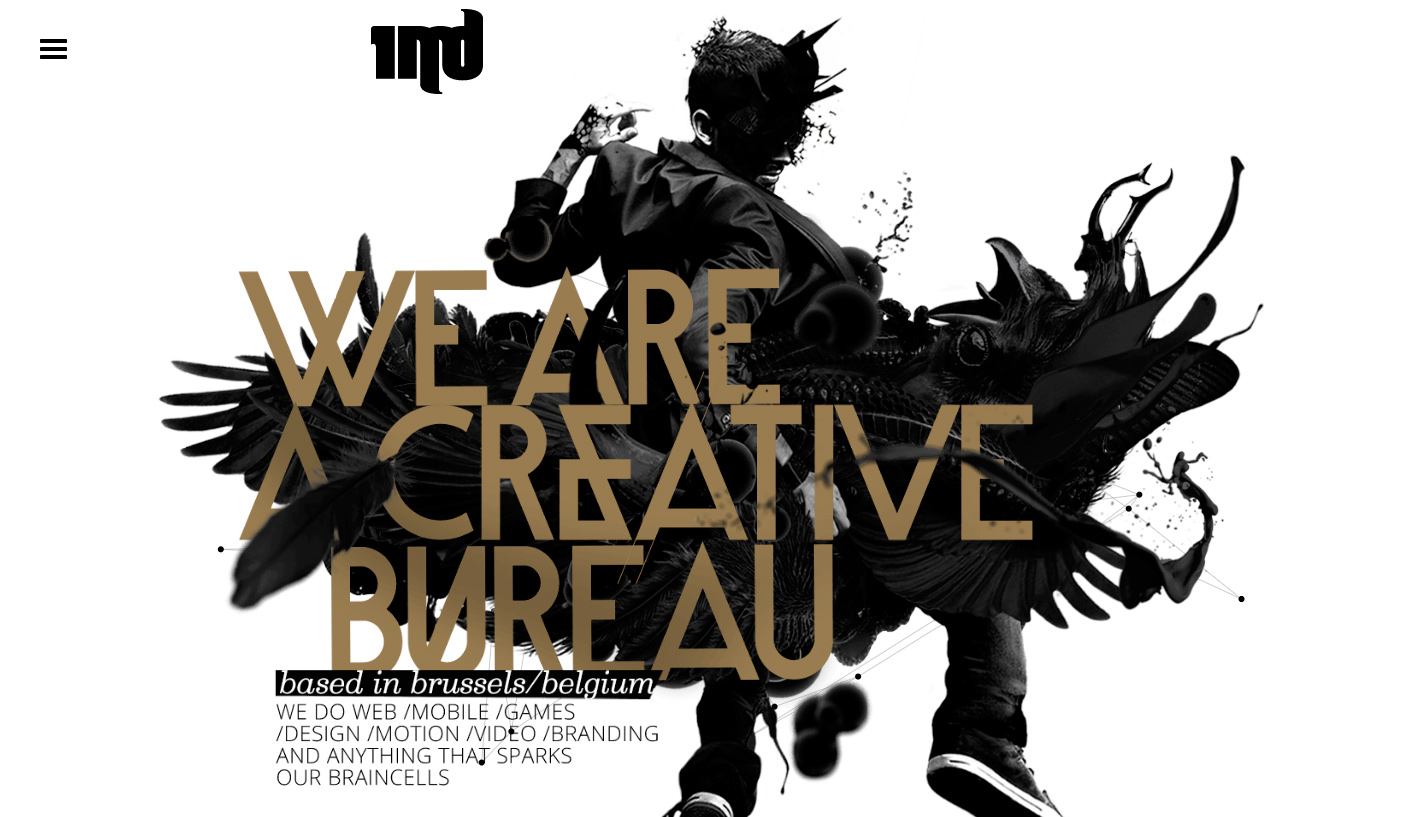 1md
WE ARE
A CREATIVE
BUREAU
based in brussels/belgium
WE DO WEB /MOBILE /GAMES
/DESIGN /MOTION /VIDEO /BRANDING
AND ANYTHING THAT SPARKS
OUR BRAINCELLS